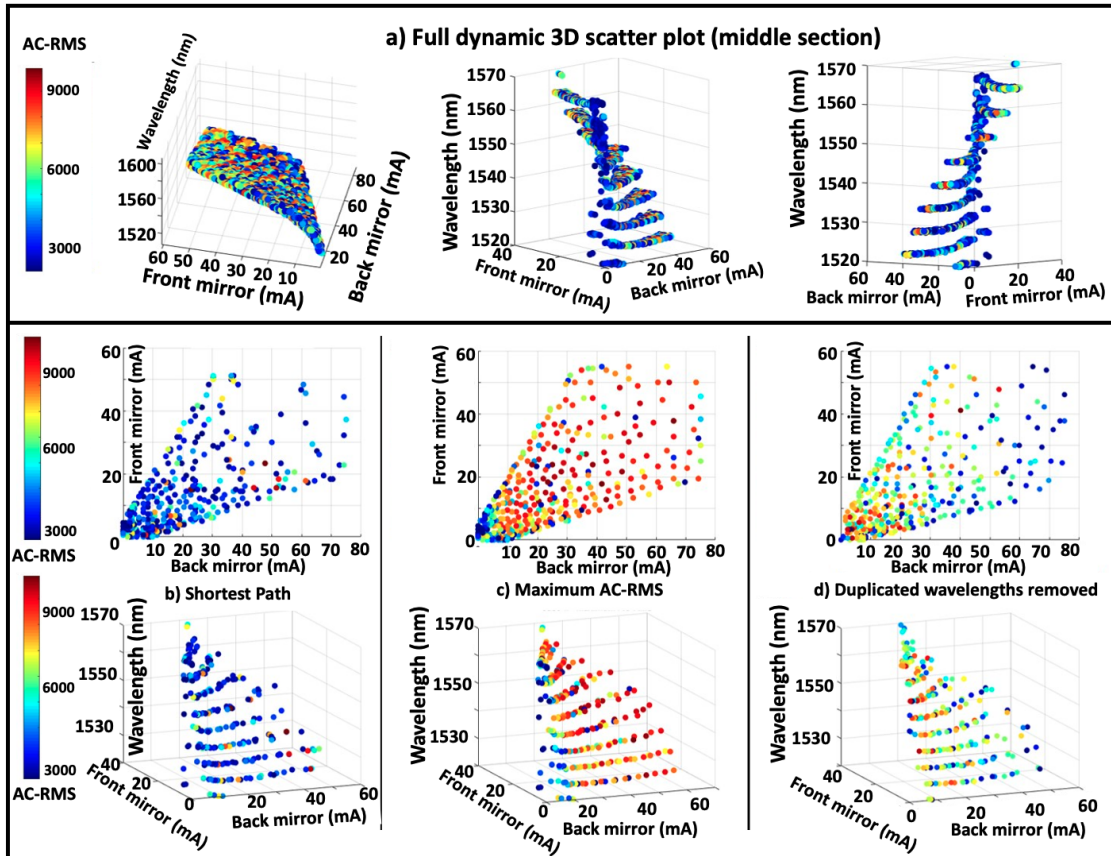 a) Full dynamic 3D scatter plot (middle section)
AC-RMS
9000
6000
3000
Wavelength (nm)
1600
1560
1520
60 50 40 30 20 10
Front mirror (mA)
80
60
40
20
Back mirror (mA)
Wavelength (nm)
1570
1560
1550
1540
1530
1520
40
20
0
Front mirror (mA)
20 40 60
Back mirror (mA)
Wavelength (nm)
1570
1560
1550
1540
1530
1520
60 40 20 0 20 40
Back mirror (mA) Front mirror (mA)
9000
6000
3000
AC-RMS
Front mirror (mA)
60
40
20
0
10 20 30 40 50 60 70 80
Back mirror (mA)
b) Shortest Path
Front mirror (mA)
60
40
20
0
10 20 30 40 50 60 70 80
Back mirror (mA)
c) Maximum AC-RMS
Front mirror (mA)
60
40
20
0
10 20 30 40 50 60 70 80
Back mirror (mA)
d) Duplicated wavelengths removed
9000
6000
3000
AC-RMS
Wavelength (nm)
1570
1550
1530
40
20
0
Front mirror (mA)
20 40 60
Back mirror (mA)
Wavelength (nm)
1570
1550
1530
40
20
0
Front mirror (mA)
20 40 60
Back mirror (mA)
Wavelength (nm)
1570
1550
1530
40
20
0
Front mirror (mA)
20 40 60
Back mirror (mA)